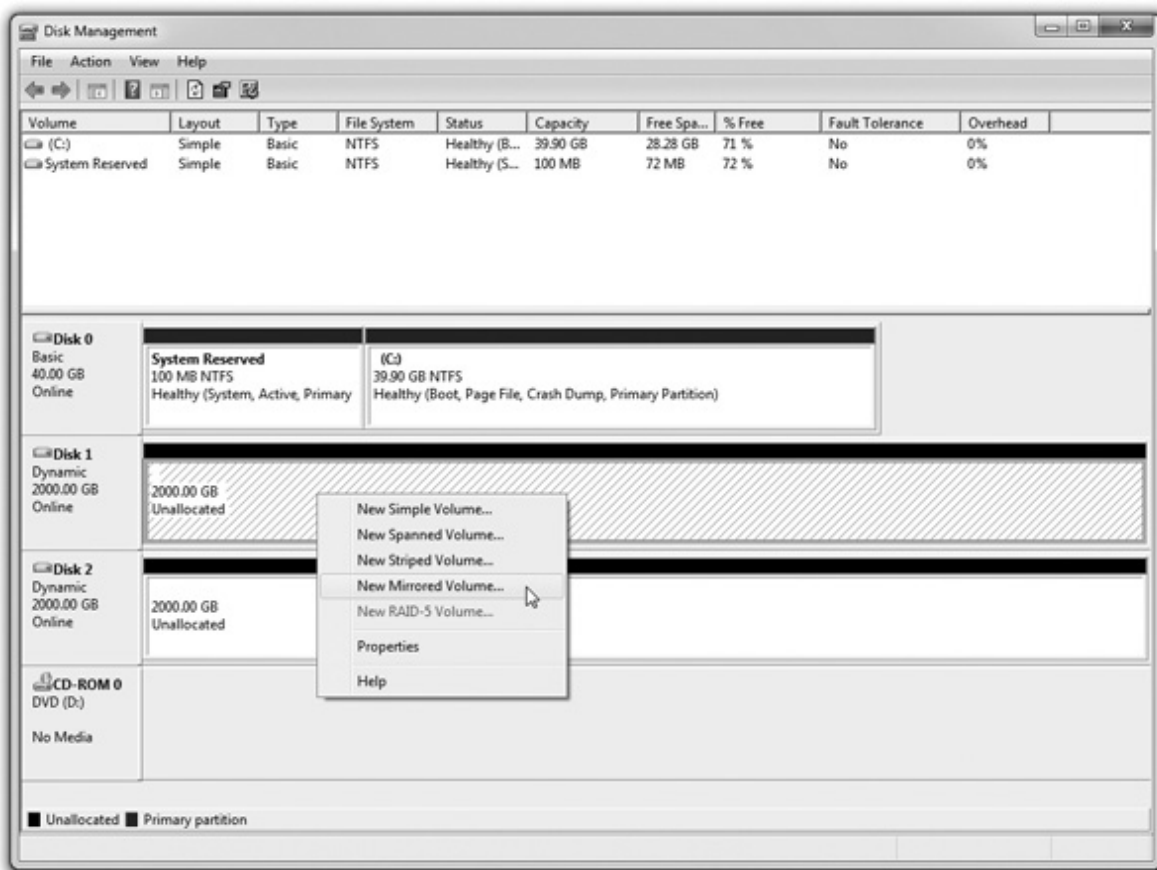 Disk Management
File Action View Help
Volume Layout Type File System Status Capacity Free Spa... % Free Fault Tolerance Overhead
(C:) Simple Basic NTFS Healthy (B... 39.90 GB 28.28 GB 71 % No 0%
System Reserved Simple Basic NTFS Healthy (S... 100 MB 72 MB 72 % No 0%
Disk 0
Basic
40.00 GB
Online
System Reserved
100 MB NTFS
Healthy (System, Active, Primary
(C:)
39.90 GB NTFS
Healthy (Boot, Page File, Crash Dump, Primary Partition)
Disk 1
Dynamic
2000.00 GB
Online
2000.00 GB
Unallocated
New Simple Volume...
New Spanned Volume...
New Striped Volume...
New Mirrored Volume...
New RAID-5 Volume...
Properties
Help
Disk 2
Dynamic
2000.00 GB
Online
2000.00 GB
Unallocated
CD-ROM 0
DVD (D:)
No Media
Unallocated Primary partition